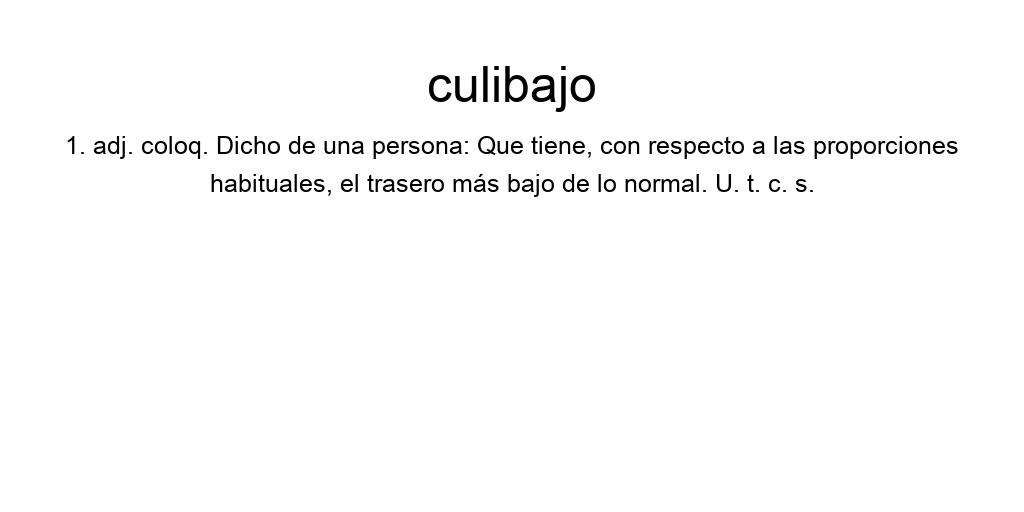 culibajo
1. adj. coloq. Dicho de una persona: Que tiene, con respecto a las proporciones
habituales, el trasero más bajo de lo normal. U. t. c. s.